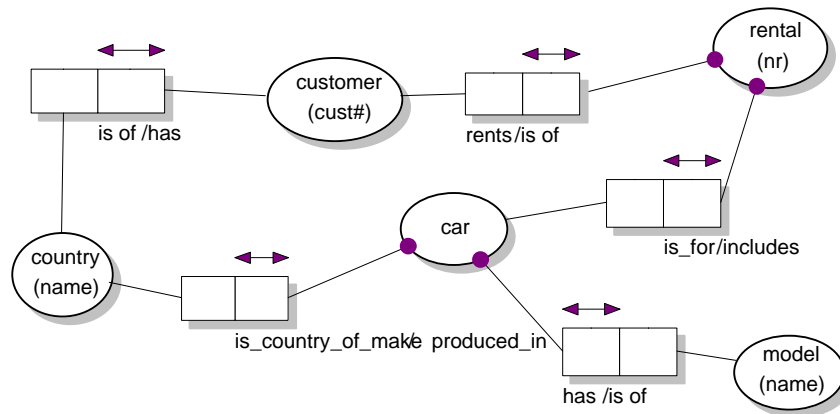 rental
(nr)
customer
(cust#)
is of /has
rents/is of
car
is_for/includes
country
(name)
is_country_of_make/ produced_in
model
(name)
has /is of